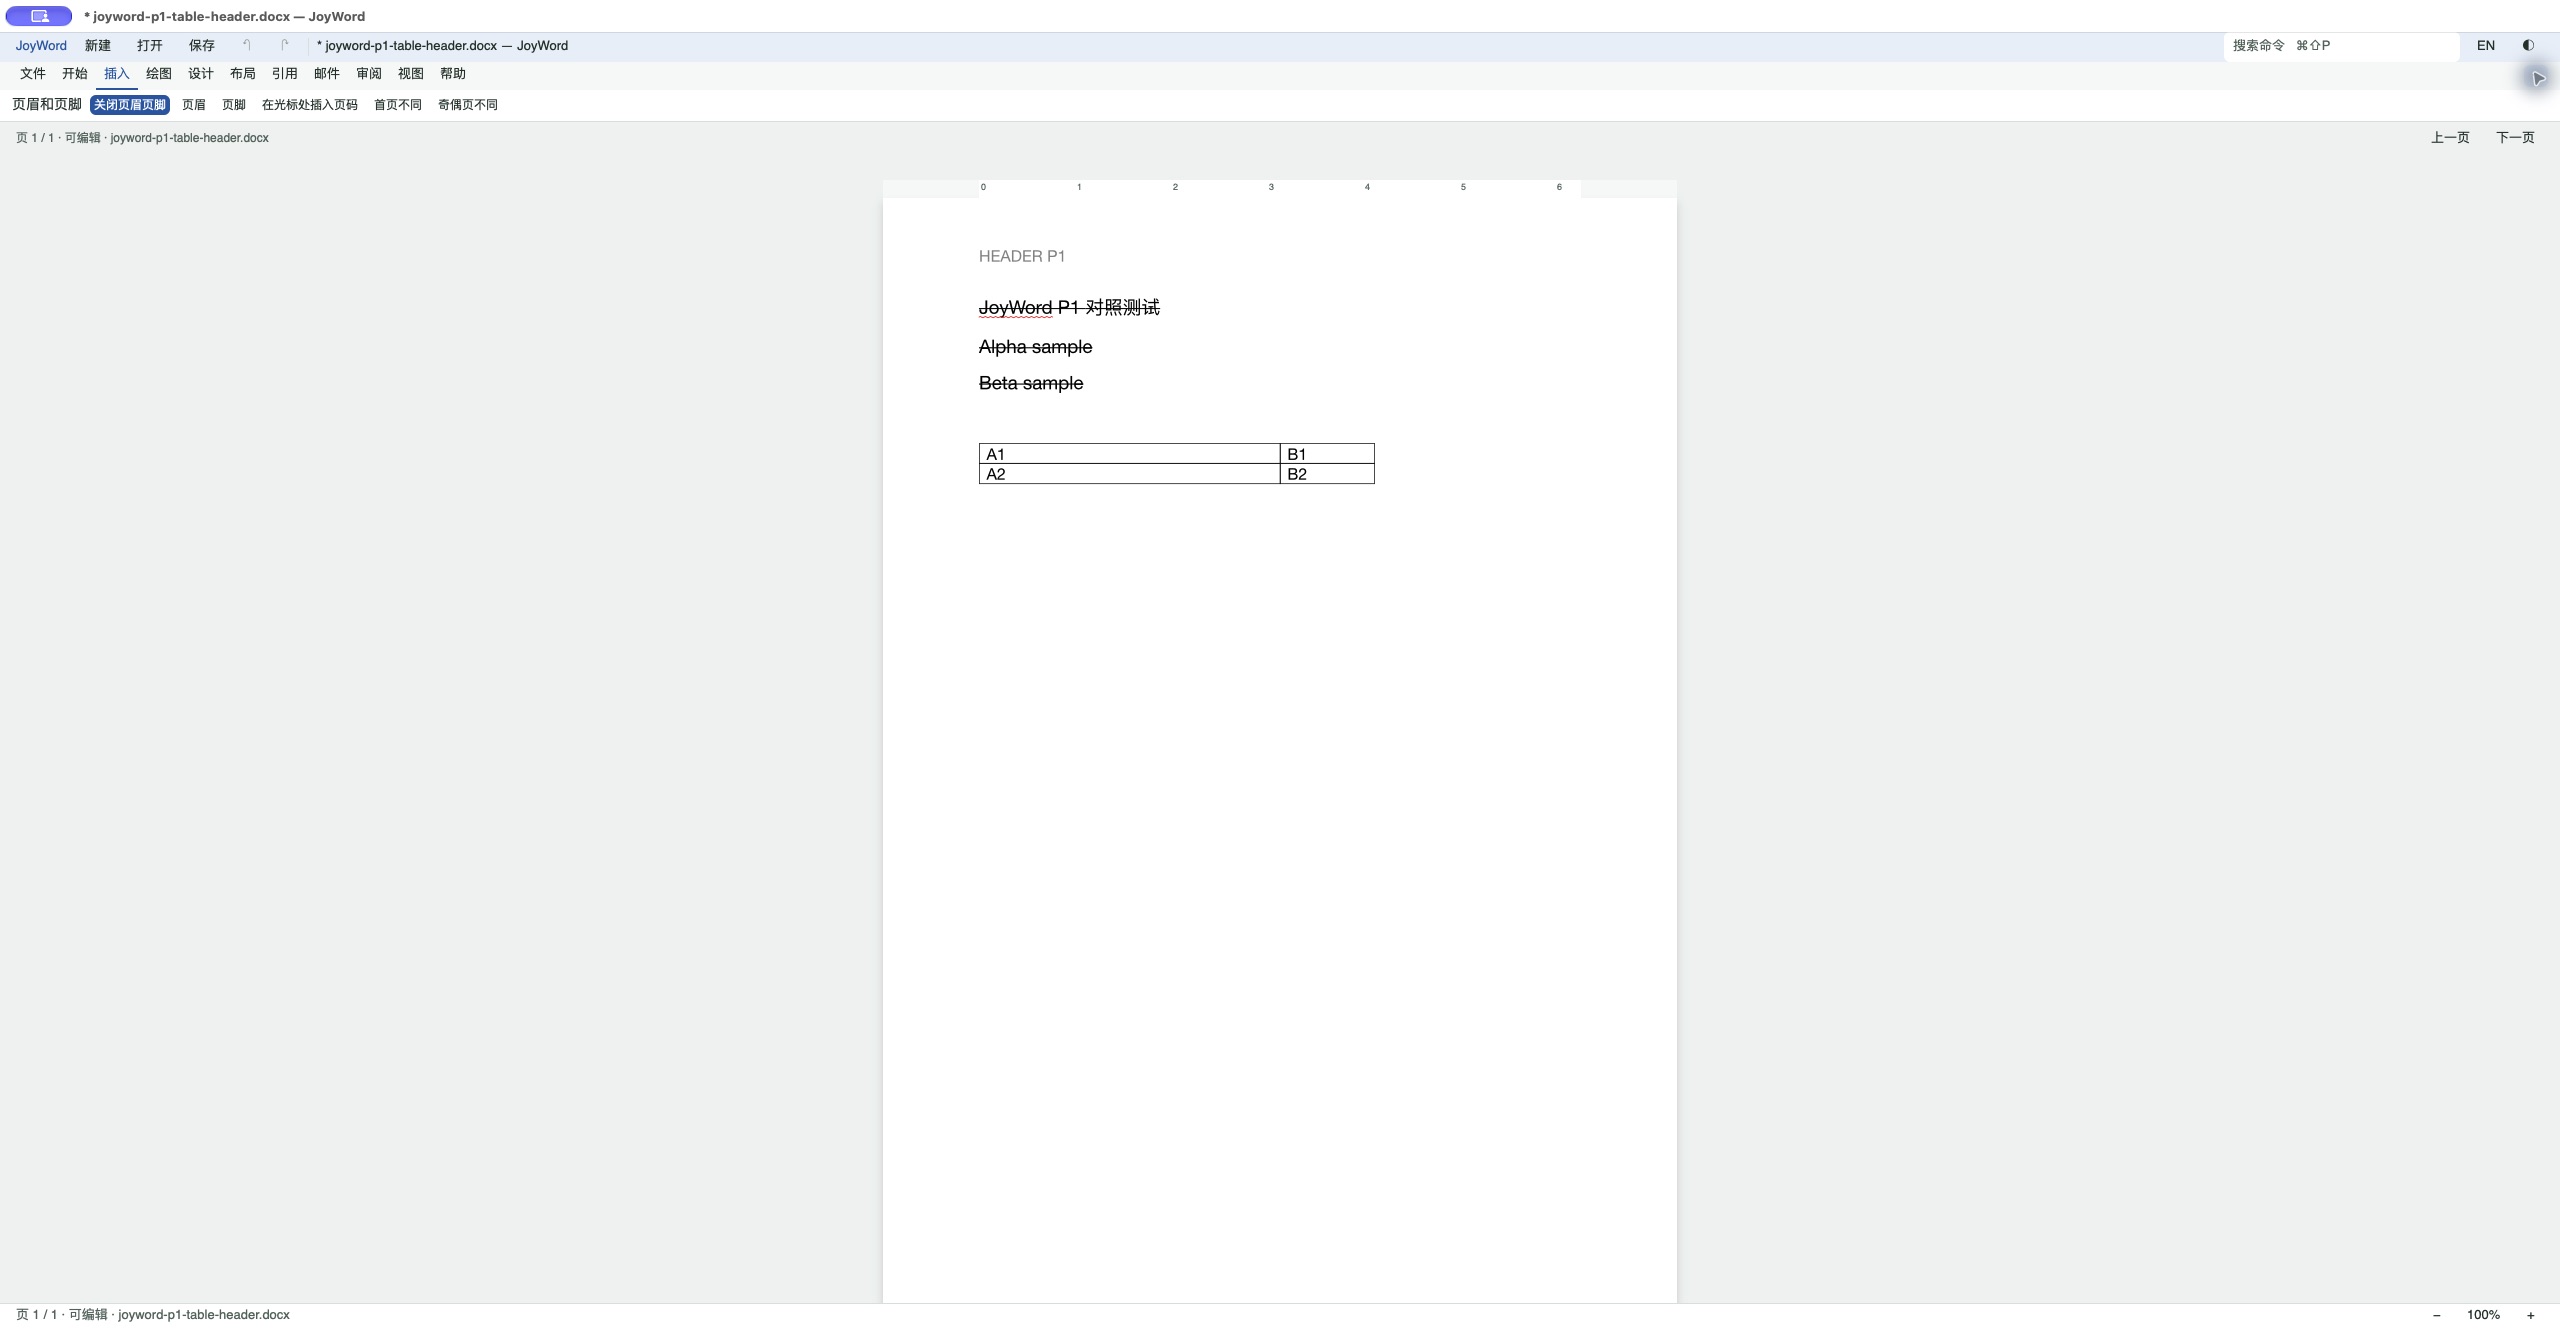 * joyword-p1-table-header.docx — JoyWord
JoyWord 新建 打开 保存 * joyword-p1-table-header.docx — JoyWord 搜索命令 ⌘⇧P EN
文件 开始 插入 绘图 设计 布局 引用 邮件 审阅 视图 帮助
页眉和页脚 关闭页眉页脚 页眉 页脚 在光标处插入页码 首页不同 奇偶页不同
页 1 / 1 · 可编辑 · joyword-p1-table-header.docx 上一页 下一页
0 1 2 3 4 5 6
HEADER P1
JoyWord P1 对照测试
Alpha sample
Beta sample
A1 B1
A2 B2
页 1 / 1 · 可编辑 · joyword-p1-table-header.docx − 100% +